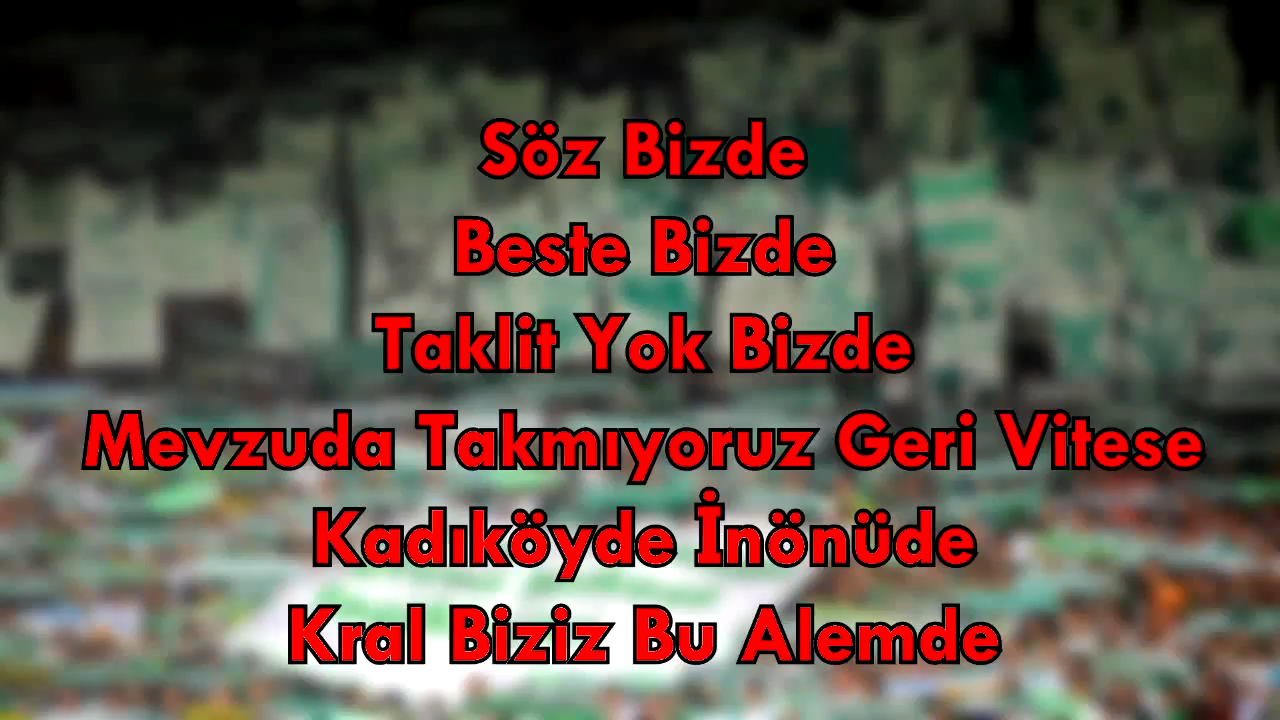 Söz Bizde
Beste Bizde
Taklit Yok Bizde
Mevzuda Takmıyoruz Geri Vitese
Kadıköyde İnönüde
Kral Biziz Bu Alemde